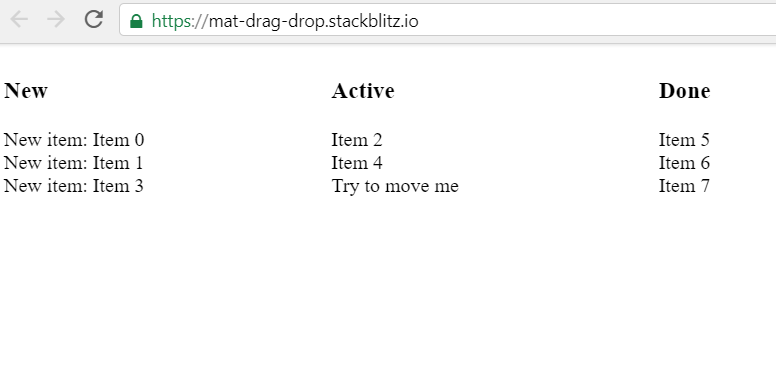 https://mat-drag-drop.stackblitz.io
New
New item: Item 0
New item: Item 1
New item: Item 3
Active
Item 2
Item 4
Try to move me
Done
Item 5
Item 6
Item 7